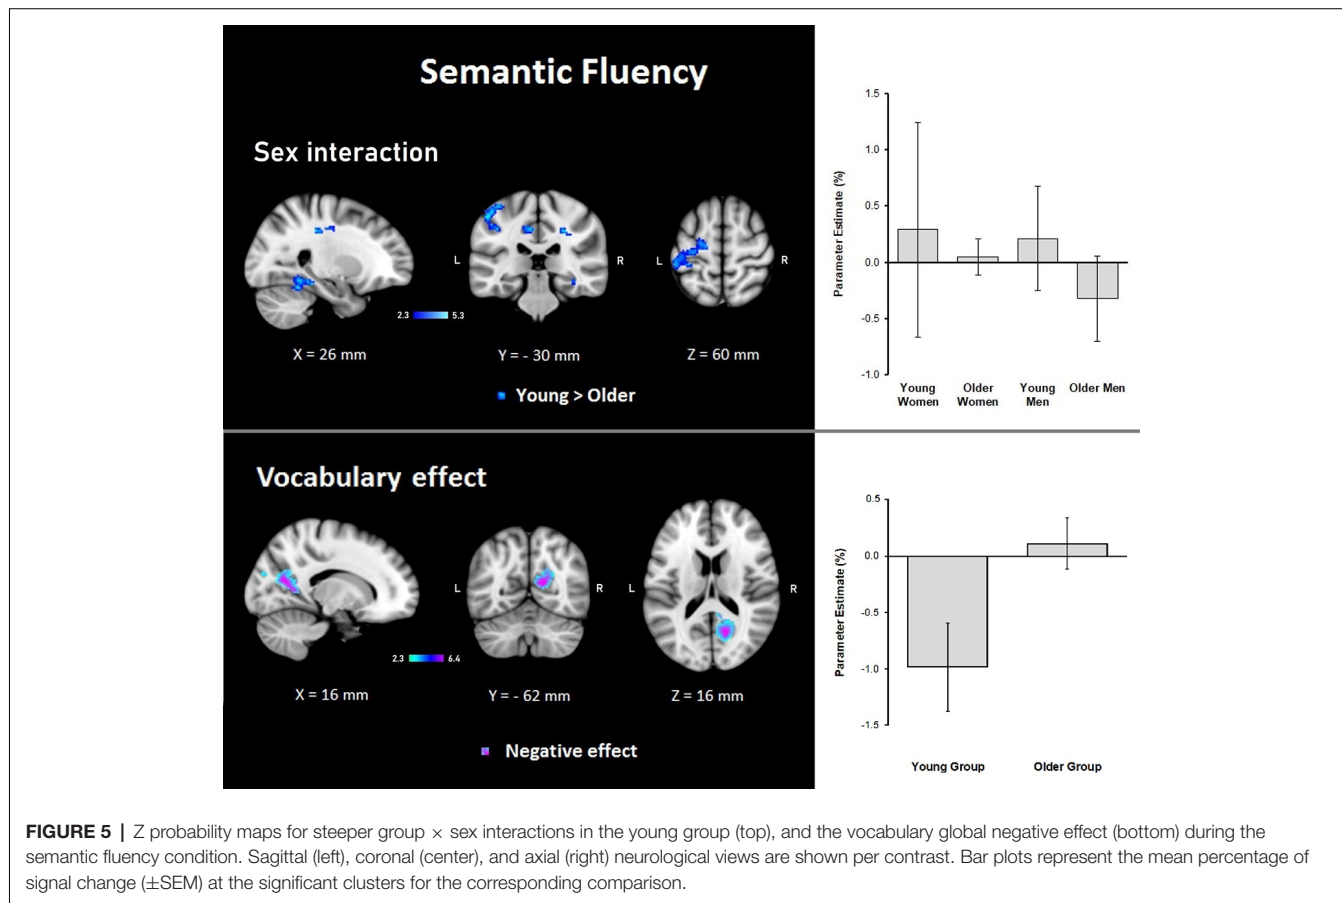 Semantic Fluency
Sex interaction
L
R
L
R
2.3
5.3
X = 26 mm
Y = - 30 mm
Z = 60 mm
Young > Older
Parameter Estimate (%)
1.5
1.0
0.5
0.0
-0.5
-1.0
Young Women
Older Women
Young Men
Older Men
Vocabulary effect
L
R
L
R
2.3
6.4
X = 16 mm
Y = - 62 mm
Z = 16 mm
Negative effect
Parameter Estimate (%)
0.5
0.0
-0.5
-1.0
-1.5
Young Group
Older Group
FIGURE 5 | Z probability maps for steeper group × sex interactions in the young group (top), and the vocabulary global negative effect (bottom) during the
semantic fluency condition. Sagittal (left), coronal (center), and axial (right) neurological views are shown per contrast. Bar plots represent the mean percentage of
signal change (±SEM) at the significant clusters for the corresponding comparison.